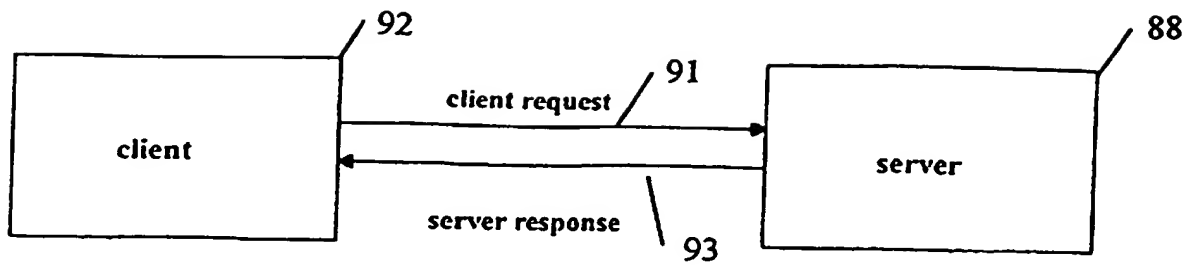 92
88
91
client request
client
server
server response
93